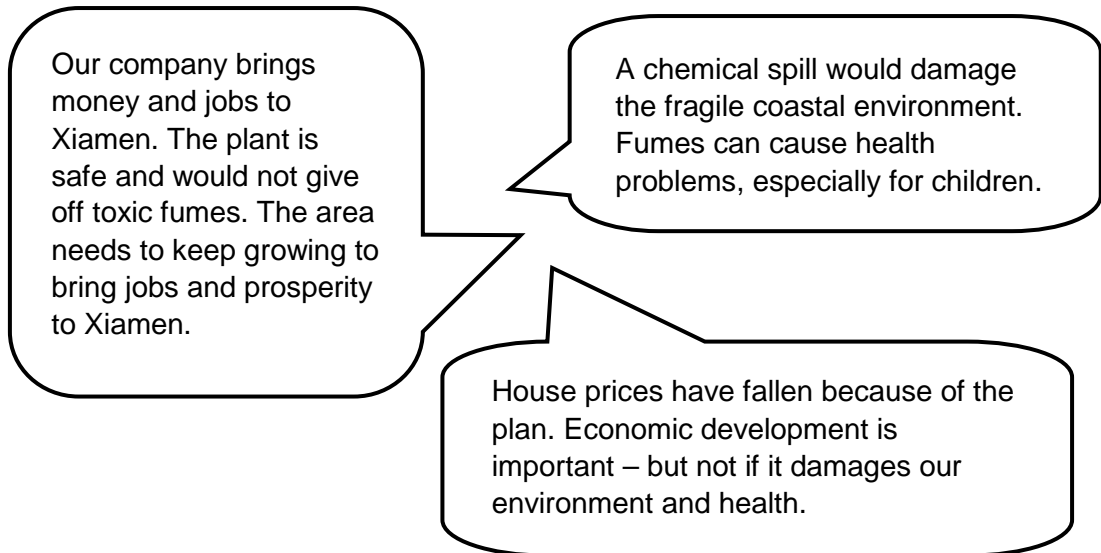 Our company brings
money and jobs to
Xiamen. The plant is
safe and would not give
off toxic fumes. The area
needs to keep growing to
bring jobs and prosperity
to Xiamen.
A chemical spill would damage
the fragile coastal environment.
Fumes can cause health
problems, especially for children.
House prices have fallen because of the
plan. Economic development is
important – but not if it damages our
environment and health.